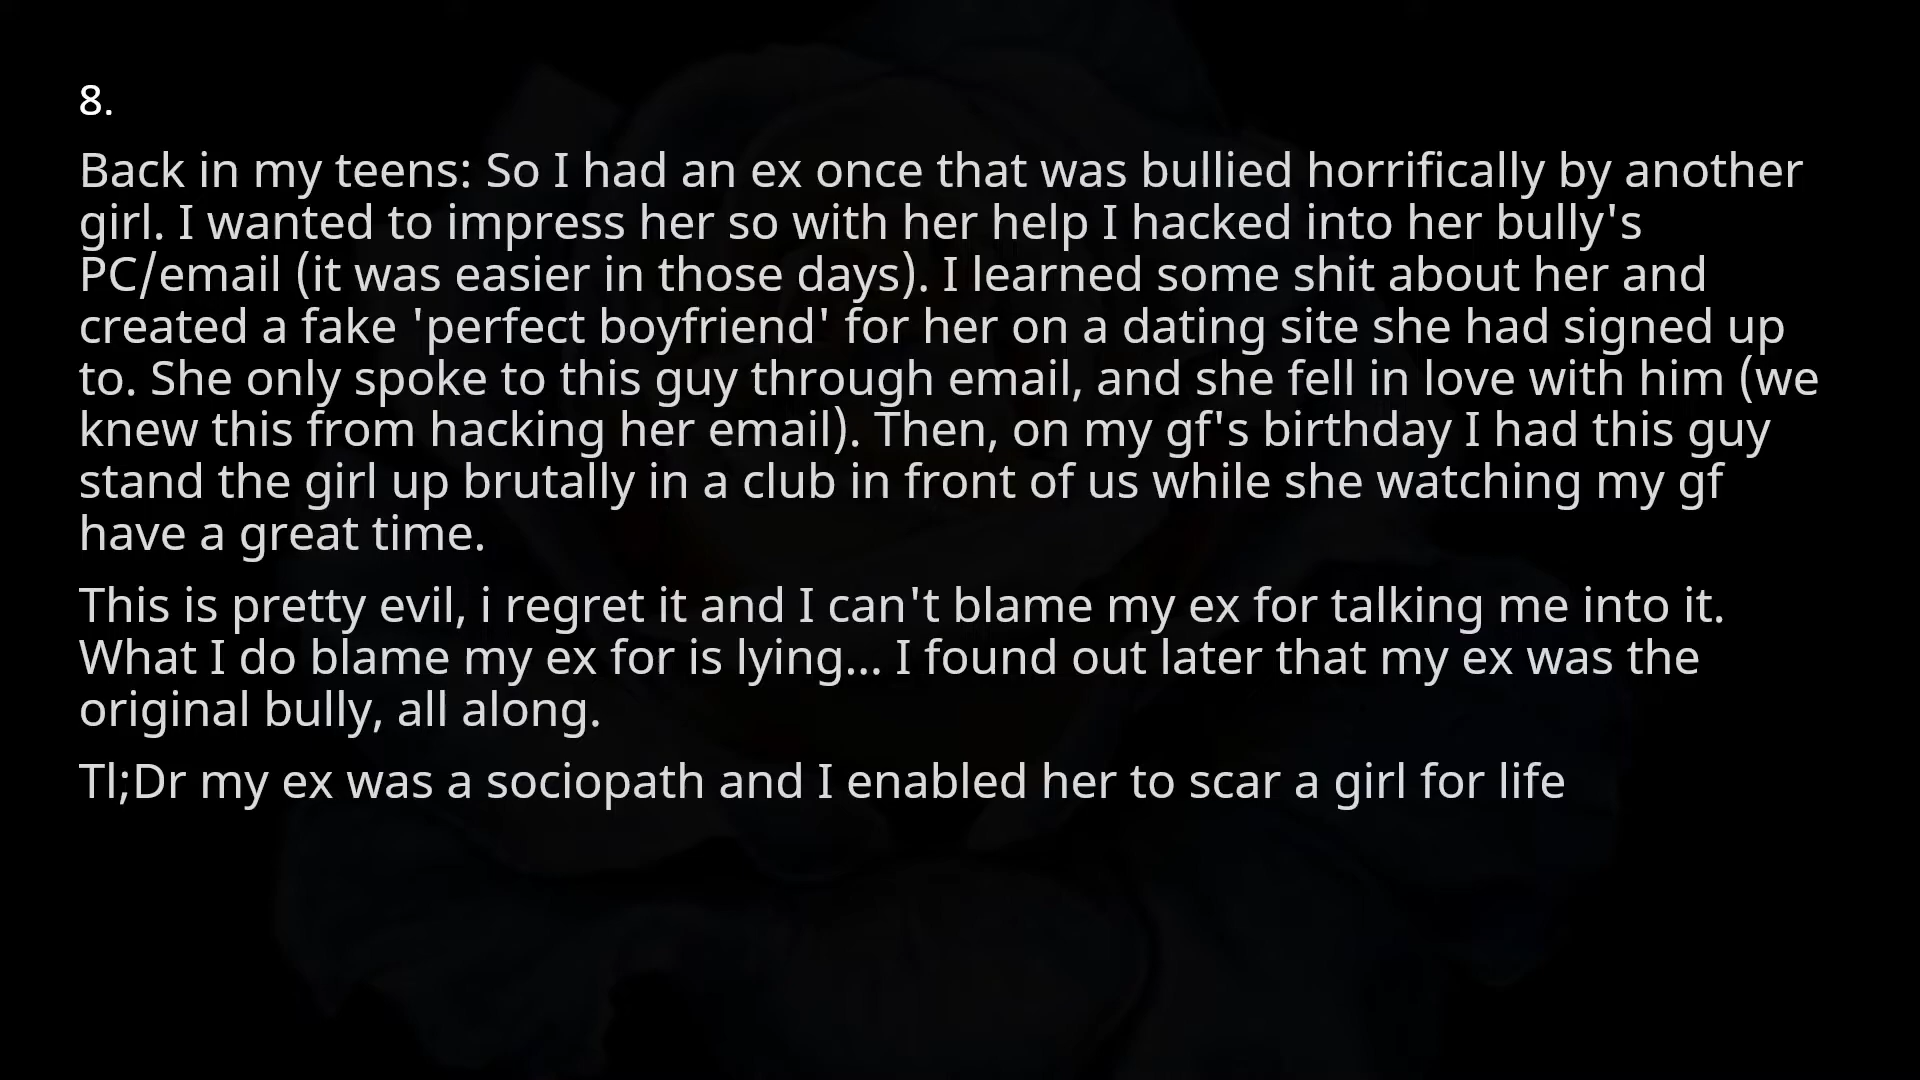 8.
Back in my teens: So I had an ex once that was bullied horrifically by another
girl. I wanted to impress her so with her help I hacked into her bully's
PC/email (it was easier in those days). I learned some shit about her and
created a fake 'perfect boyfriend' for her on a dating site she had signed up
to. She only spoke to this guy through email, and she fell in love with him (we
knew this from hacking her email). Then, on my gf's birthday I had this guy
stand the girl up brutally in a club in front of us while she watching my gf
have a great time.
This is pretty evil, i regret it and I can't blame my ex for talking me into it.
What I do blame my ex for is lying... I found out later that my ex was the
original bully, all along.
Tl;Dr my ex was a sociopath and I enabled her to scar a girl for life